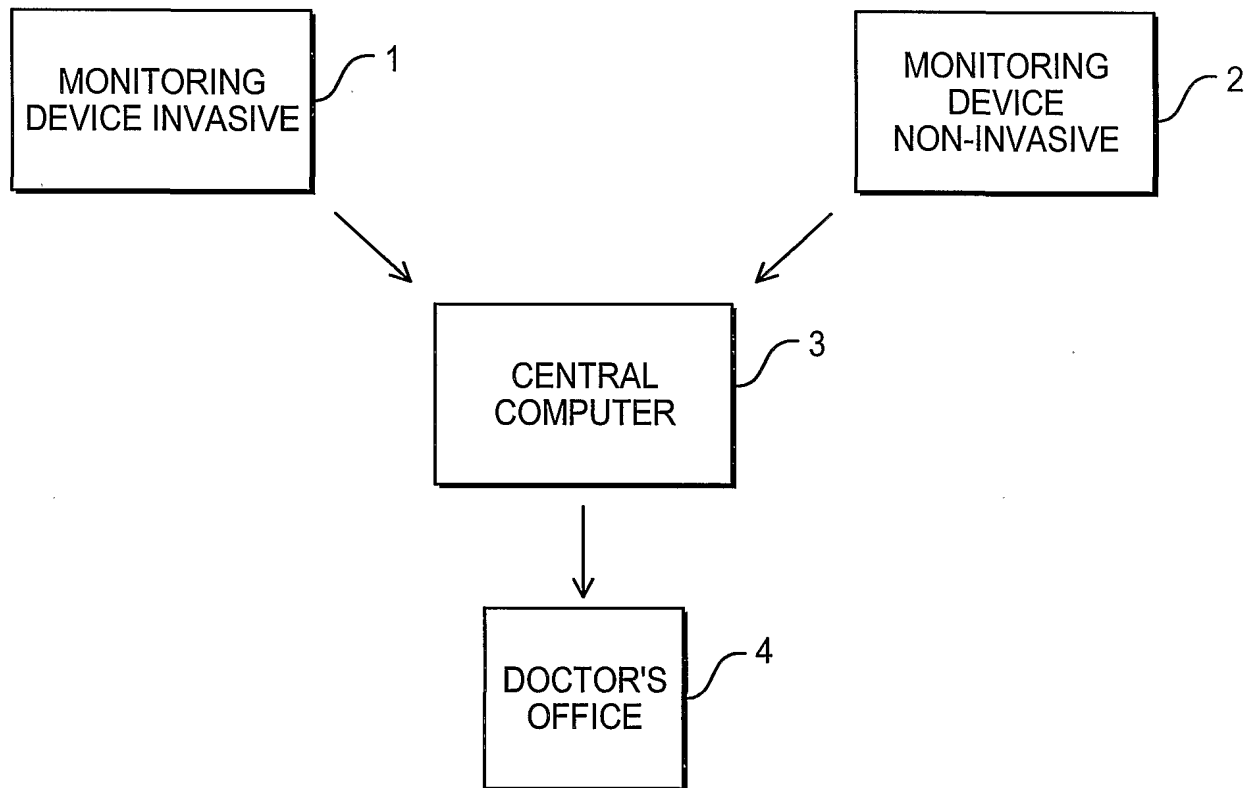 MONITORING
DEVICE INVASIVE
1
MONITORING
DEVICE
NON-INVASIVE
2
CENTRAL
COMPUTER
3
DOCTOR'S
OFFICE
4